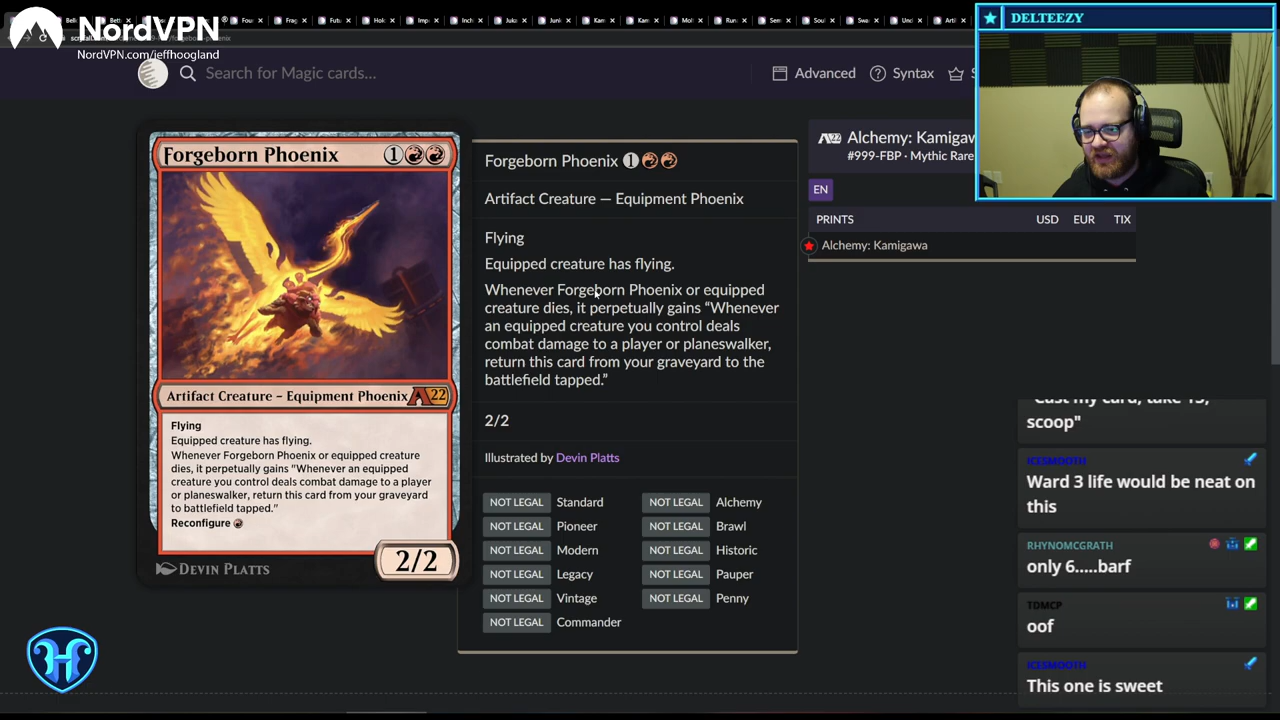 NordVPN
NordVPN.com/jeffhoogland
Search for Magic cards...
Advanced
Syntax
DELTEEZY
Forgeborn Phoenix 1
Artifact Creature – Equipment Phoenix
A22
Flying
Equipped creature has flying.
Whenever Forgeborn Phoenix or equipped creature
dies, it perpetually gains "Whenever an equipped
creature you control deals combat damage to a player
or planeswalker, return this card from your graveyard
to battlefield tapped."
Reconfigure
2/2
DEVIN PLATTS
Forgeborn Phoenix 1
Artifact Creature — Equipment Phoenix
Flying
Equipped creature has flying.
Whenever Forgeborn Phoenix or equipped
creature dies, it perpetually gains “Whenever
an equipped creature you control deals
combat damage to a player or planeswalker,
return this card from your graveyard to the
battlefield tapped.”
2/2
Illustrated by Devin Platts
NOT LEGAL Standard NOT LEGAL Alchemy
NOT LEGAL Pioneer NOT LEGAL Brawl
NOT LEGAL Modern NOT LEGAL Historic
NOT LEGAL Legacy NOT LEGAL Pauper
NOT LEGAL Vintage NOT LEGAL Penny
NOT LEGAL Commander
A22 Alchemy: Kamigaw
#999-FBP · Mythic Rare
EN
PRINTS USD EUR TIX
Alchemy: Kamigawa
scoop"
ICESMOOTH
Ward 3 life would be neat on
this
RHYNOMCGRATH
only 6.....barf
TDMCP
oof
ICESMOOTH
This one is sweet